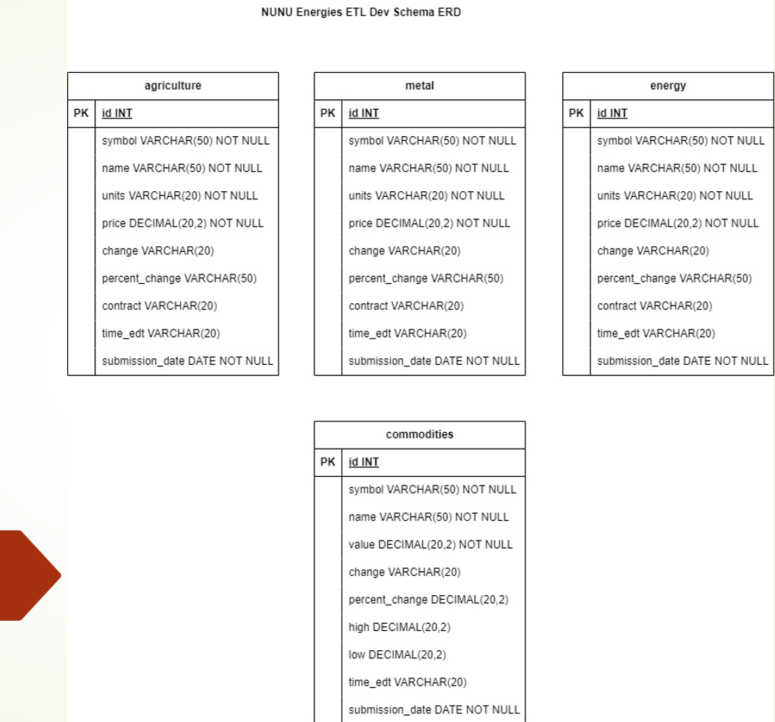 NUNU Energies ETL Dev Schema ERD
agriculture
PK id INT
symbol VARCHAR(50) NOT NULL
name VARCHAR(50) NOT NULL
units VARCHAR(20) NOT NULL
price DECIMAL(20,2) NOT NULL
change VARCHAR(20)
percent_change VARCHAR(50)
contract VARCHAR(20)
time_edt VARCHAR(20)
submission_date DATE NOT NULL
metal
PK id INT
symbol VARCHAR(50) NOT NULL
name VARCHAR(50) NOT NULL
units VARCHAR(20) NOT NULL
price DECIMAL(20,2) NOT NULL
change VARCHAR(20)
percent_change VARCHAR(50)
contract VARCHAR(20)
time_edt VARCHAR(20)
submission_date DATE NOT NULL
energy
PK id INT
symbol VARCHAR(50) NOT NULL
name VARCHAR(50) NOT NULL
units VARCHAR(20) NOT NULL
price DECIMAL(20,2) NOT NULL
change VARCHAR(20)
percent_change VARCHAR(50)
contract VARCHAR(20)
time_edt VARCHAR(20)
submission_date DATE NOT NULL
commodities
PK id INT
symbol VARCHAR(50) NOT NULL
name VARCHAR(50) NOT NULL
value DECIMAL(20,2) NOT NULL
change VARCHAR(20)
percent_change DECIMAL(20,2)
high DECIMAL(20,2)
low DECIMAL(20,2)
time_edt VARCHAR(20)
submission_date DATE NOT NULL